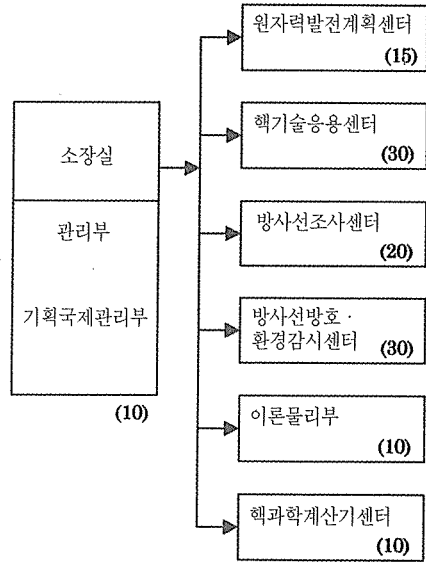 소장실
관리부
기획국제관리부
(10)
원자력발전계획센터
(15)
핵기술응용센터
(30)
방사선조사센터
(20)
방사선방호 ·
환경감시센터
(30)
이론물리부
(10)
핵과학계산기센터
(10)